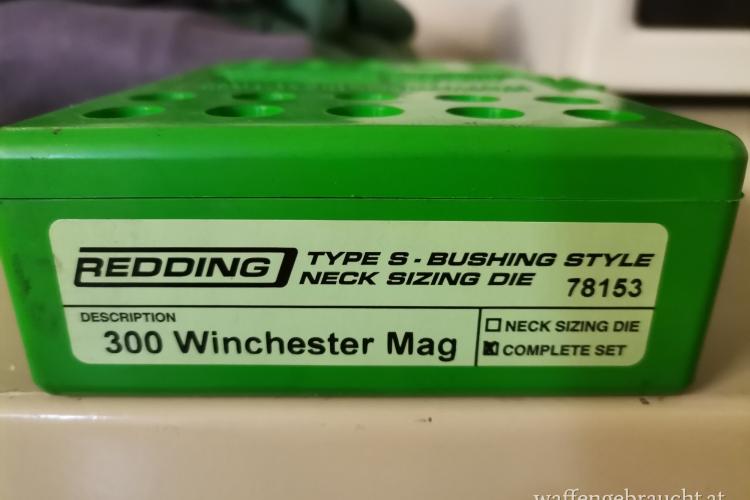 REDDING
TYPE S - BUSHING STYLE
NECK SIZING DIE 78153
DESCRIPTION
300 Winchester Mag
NECK SIZING DIE
COMPLETE SET
waffengebraucht.at